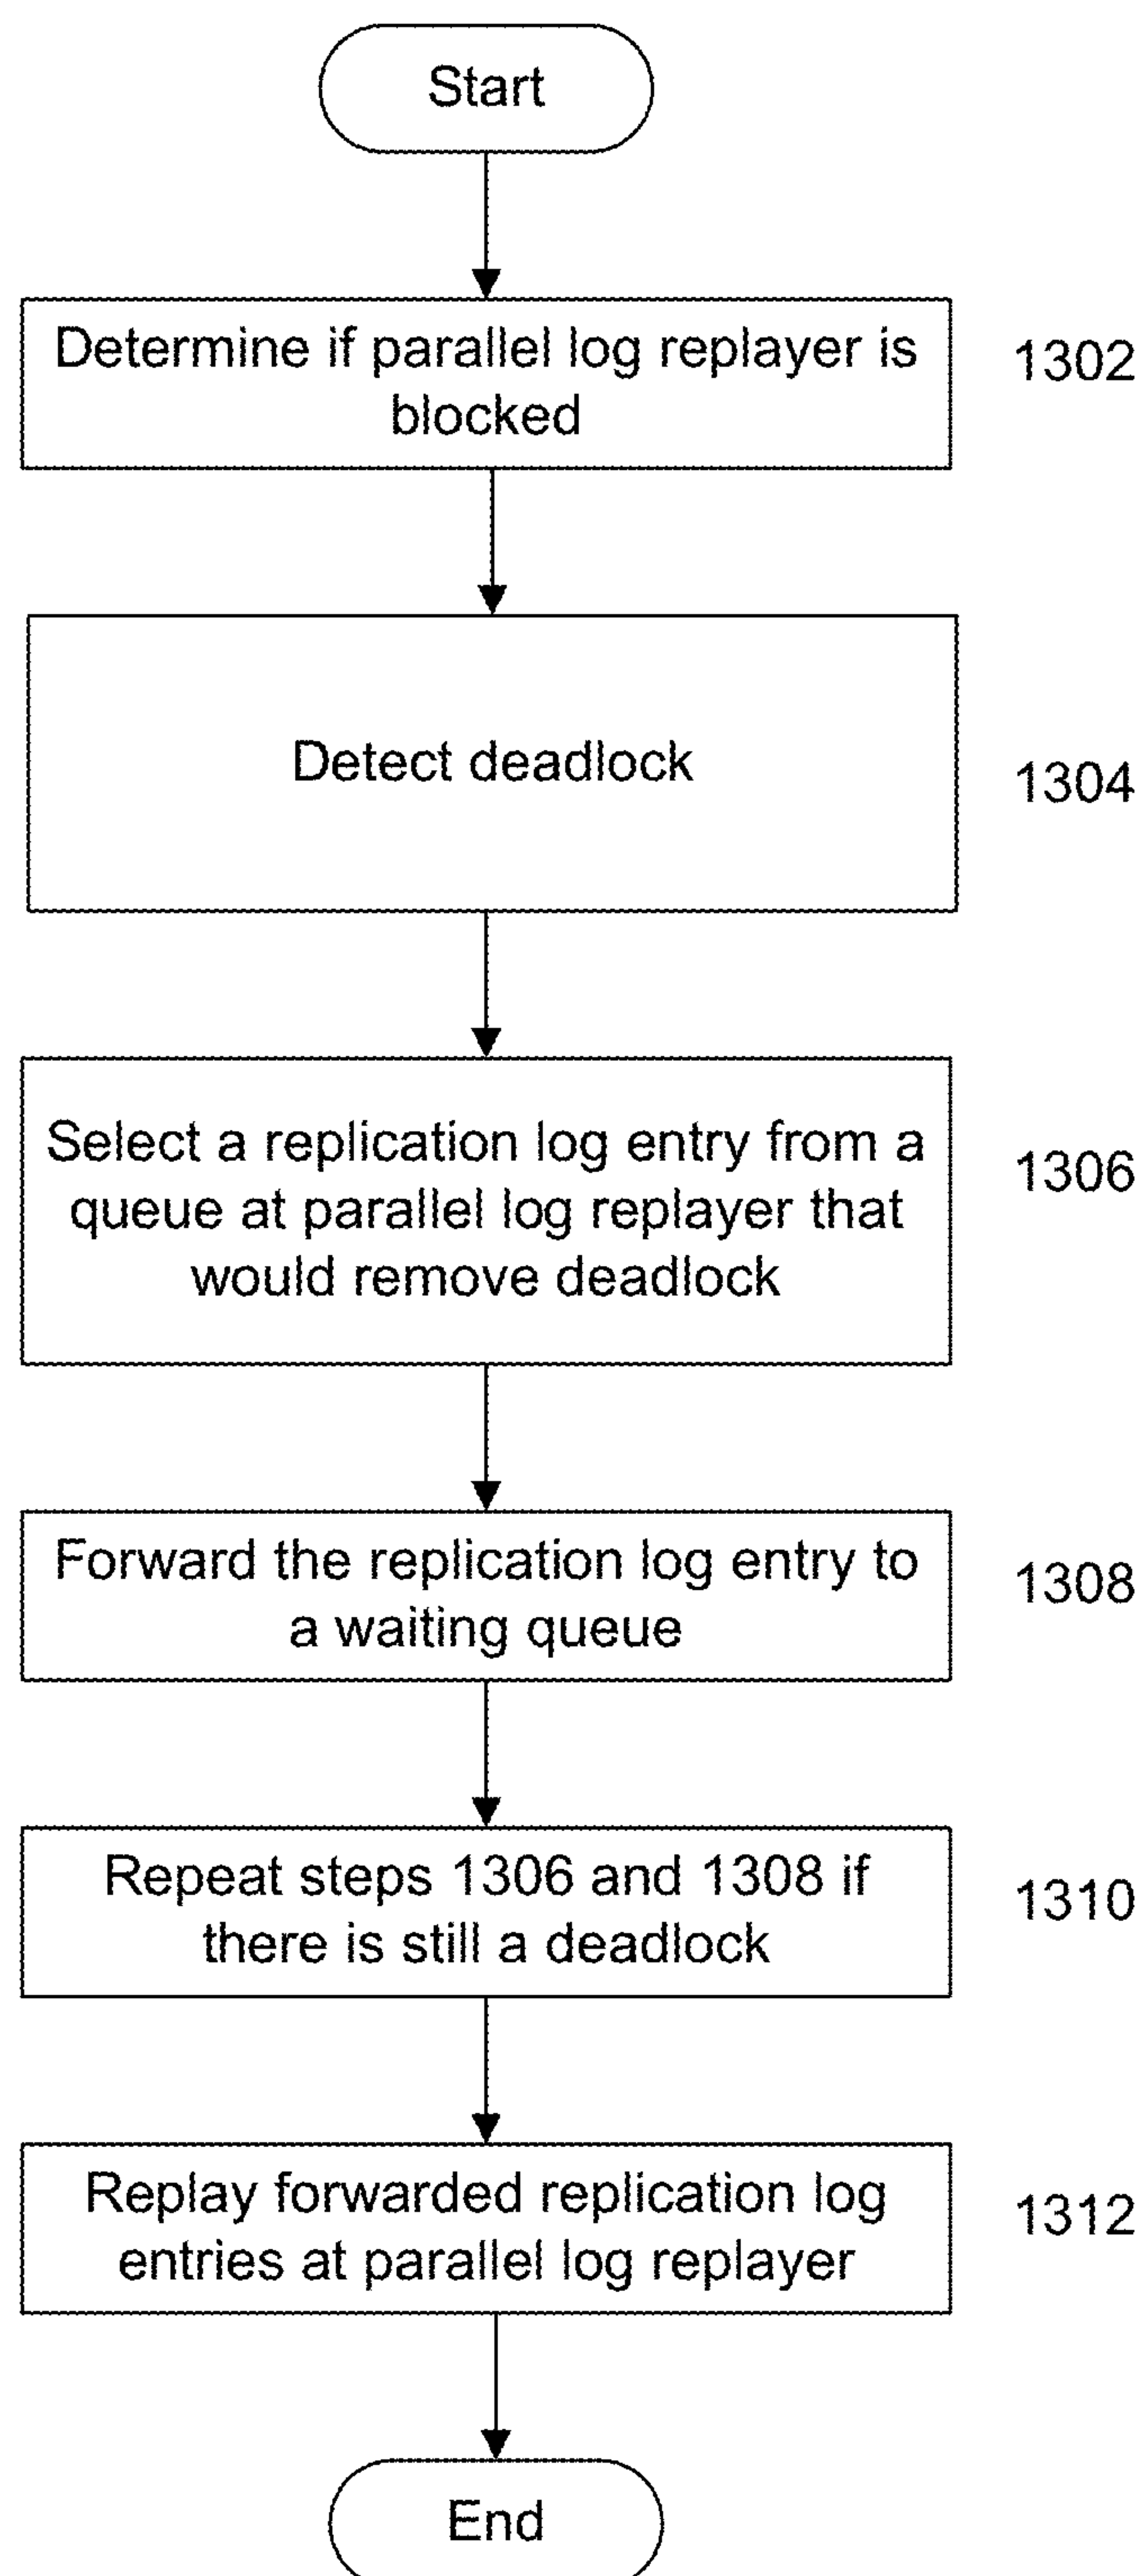 Start
Determine if parallel log replayer is
blocked
1302
Detect deadlock
1304
Select a replication log entry from a
queue at parallel log replayer that
would remove deadlock
1306
Forward the replication log entry to
a waiting queue
1308
Repeat steps 1306 and 1308 if
there is still a deadlock
1310
Replay forwarded replication log
entries at parallel log replayer
1312
End